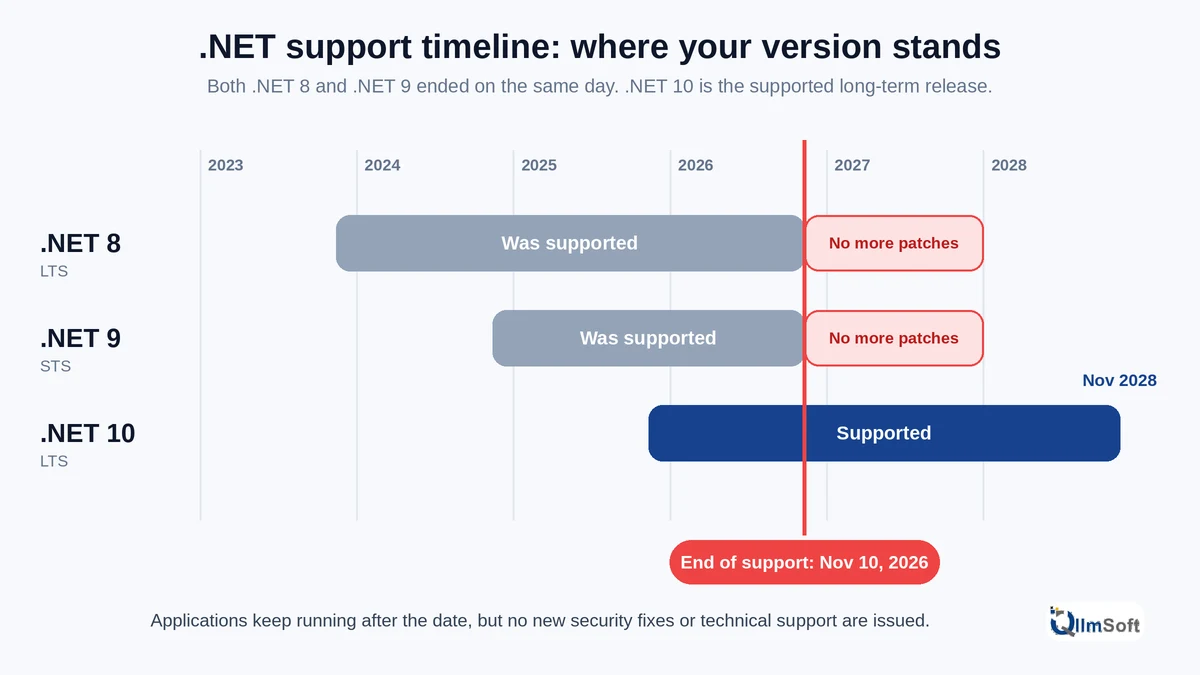 .NET support timeline: where your version stands
Both .NET 8 and .NET 9 ended on the same day. .NET 10 is the supported long-term release.
2023
2024
2025
2026
2027
2028
.NET 8
LTS
Was supported
No more patches
.NET 9
STS
Was supported
No more patches
Nov 2028
.NET 10
LTS
Supported
End of support: Nov 10, 2026
Applications keep running after the date, but no new security fixes or technical support are issued.
QllmSoft